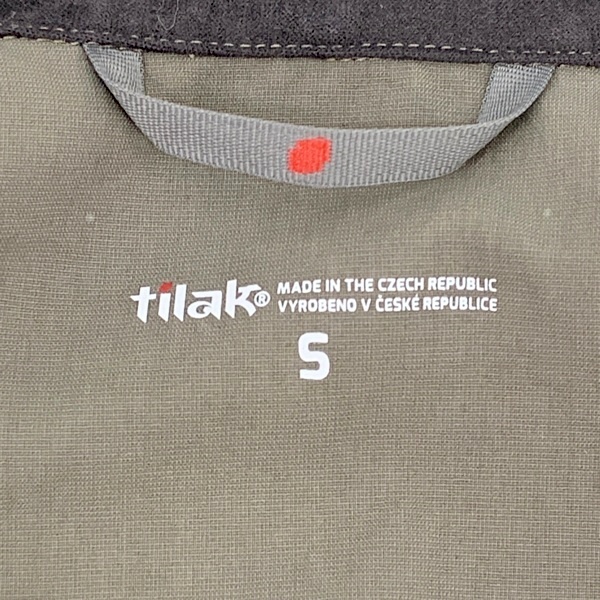 tilak® MADE IN THE CZECH REPUBLIC
VYROBENO V ČESKÉ REPUBLICE
S